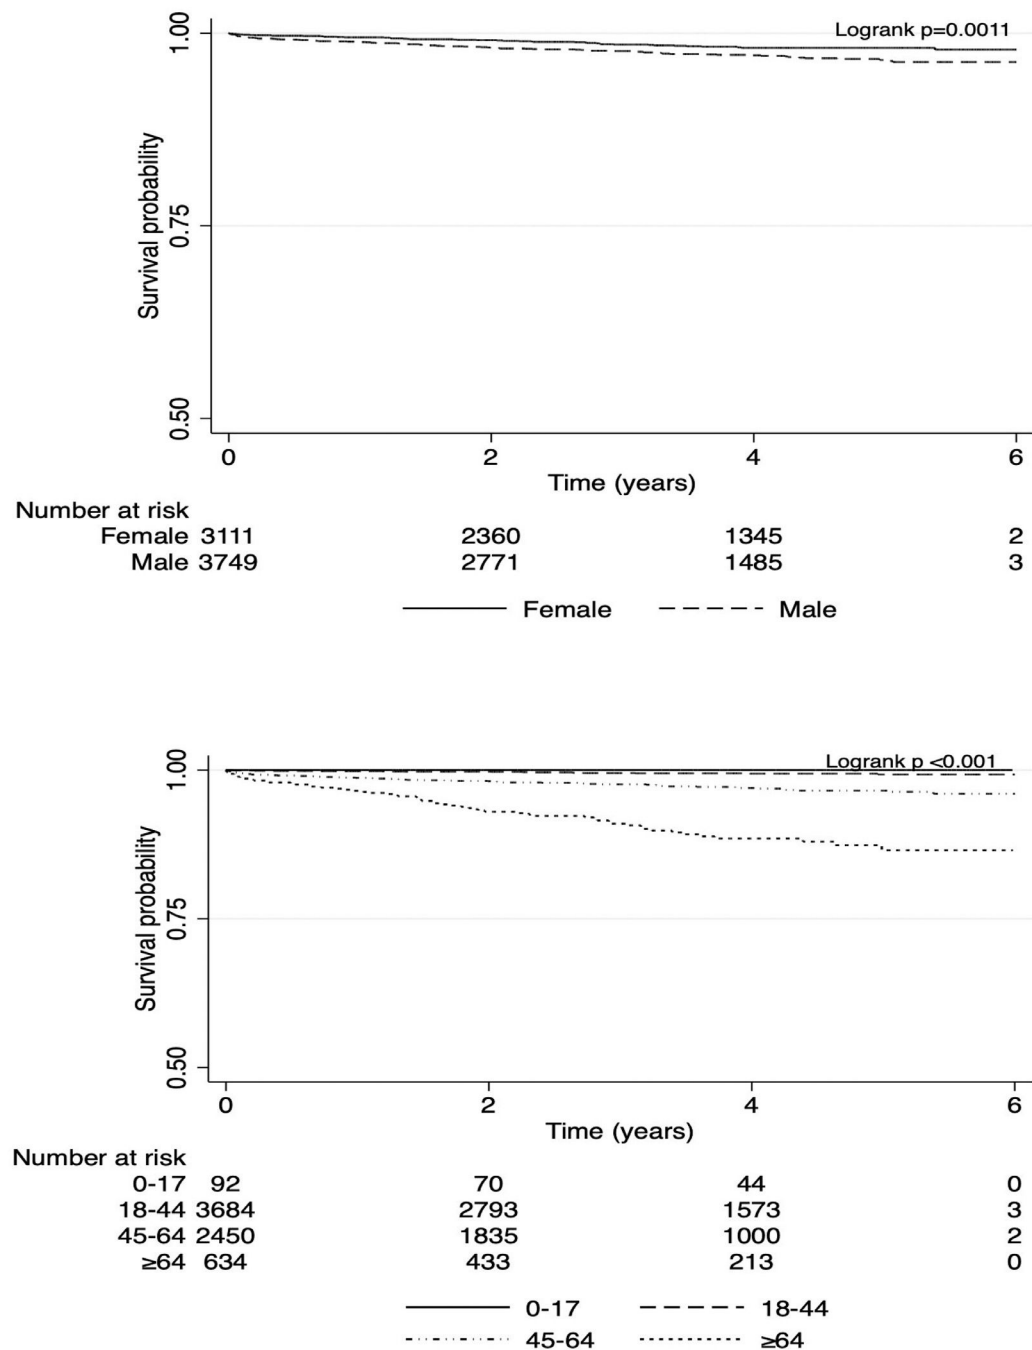 Logrank p=0.0011
1.00
0.75
0.50
Survival probability
0 2 4 6
Time (years)
Number at risk
Female 3111 2360 1345 2
Male 3749 2771 1485 3
Female Male
Logrank p <0.001
1.00
0.75
0.50
Survival probability
0 2 4 6
Time (years)
Number at risk
0-17 92 70 44 0
18-44 3684 2793 1573 3
45-64 2450 1835 1000 2
≥64 634 433 213 0
0-17 18-44
45-64 ≥64